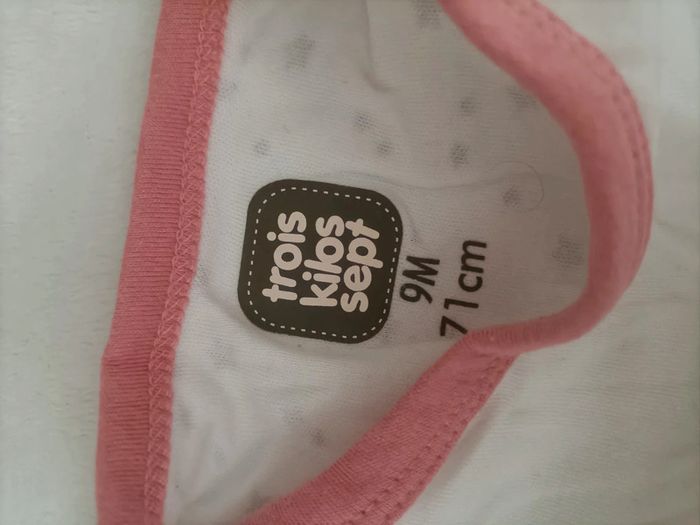 trois
kilos
sept
9M
71cm